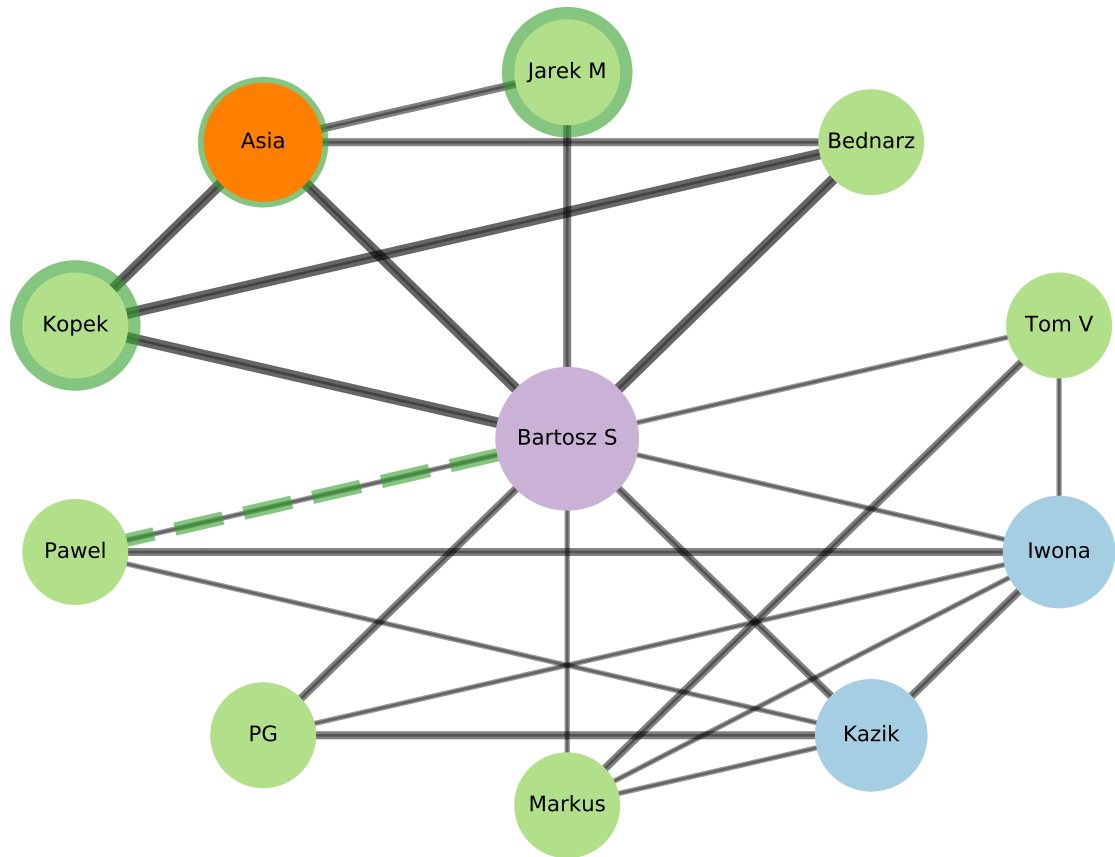 Jarek M
Asia
Bednarz
Kopek
Tom V
Bartosz S
Pawel
Iwona
PG
Kazik
Markus